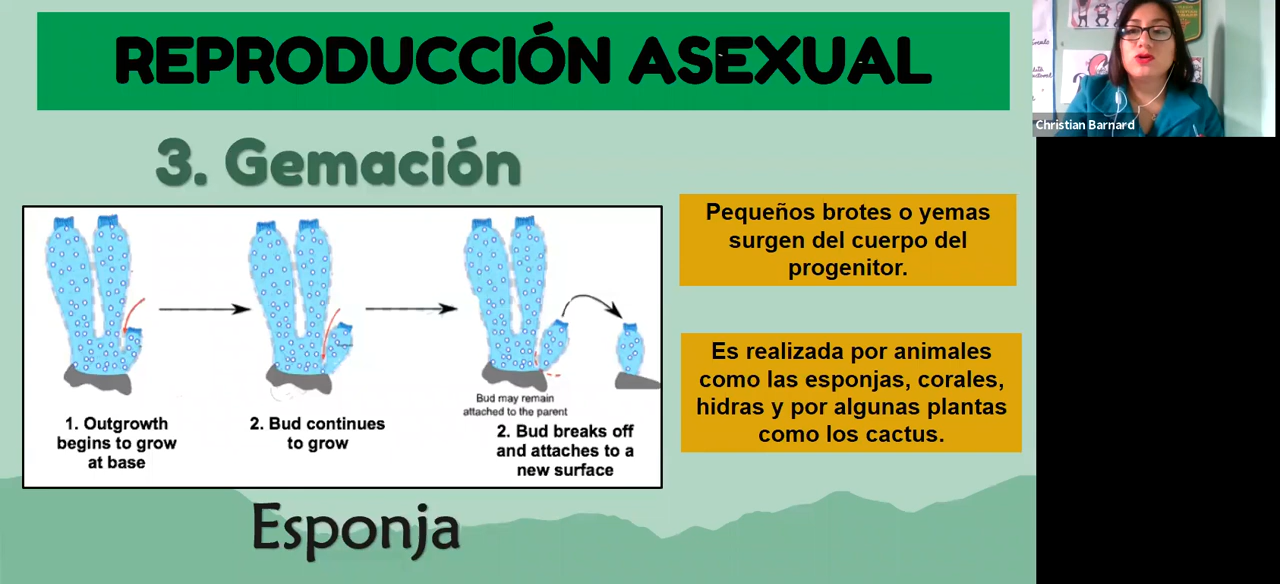 REPRODUCCIÓN ASEXUAL
3. Gemación
1. Outgrowth
begins to grow
at base
2. Bud continues
to grow
Bud may remain
attached to the parent
2. Bud breaks off
and attaches to a
new surface
Esponja
Pequeños brotes o yemas
surgen del cuerpo del
progenitor.
Es realizada por animales
como las esponjas, corales,
hidras y por algunas plantas
como los cactus.
Christian Barnard